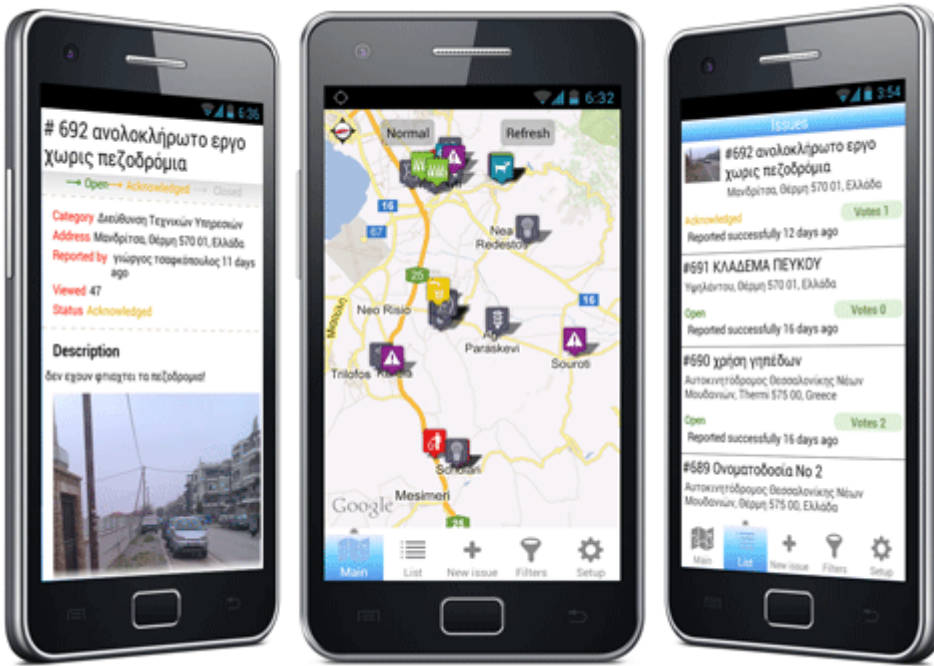 6:36
# 692 ανολοκλήρωτο εργο
χωρις πεζοδρόμια
→ Open → Acknowledged → Closed
Category Διεύθυνση Τεχνικών Υπηρεσιών
Address Μανδρίτσα, Θέρμη 570 01, Ελλάδα
Reported by γιώργος τσαφκόπουλος 11 days
ago
Viewed 47
Status Acknowledged
Description
δεν εχουν φτιαχτει τα πεζοδρομια!
6:32
Normal
Refresh
16
67
Nea
Redestos
25
16
Neo Risio
Ag.
Paraskevi
Souroti
Trilofos
Kardia
Scholari
Mesimeri
Google
25
Main
List
New issue
Filters
Setup
3:54
Issues
#692 ανολοκλήρωτο εργο
χωρις πεζοδρόμια
Μανδρίτσα, Θέρμη 570 01, Ελλάδα
Acknowledged
Votes 1
Reported successfully 12 days ago
#691 ΚΛΑΔΕΜΑ ΠΕΥΚΟΥ
Υψηλάντου, Θέρμη 570 01, Ελλάδα
Open
Votes 0
Reported successfully 16 days ago
#690 χρήση γηπέδων
Αυτοκινητόδρομος Θεσσαλονίκης Νέων
Μουδανιών, Thermi 575 00, Greece
Open
Votes 2
Reported successfully 16 days ago
#689 Ονοματοδοσία Νο 2
Αυτοκινητόδρομος Θεσσαλονίκης Νέων
Μουδανιών, Θέρμη 575 00, Ελλάδα
Main
List
New issue
Filters
Setup